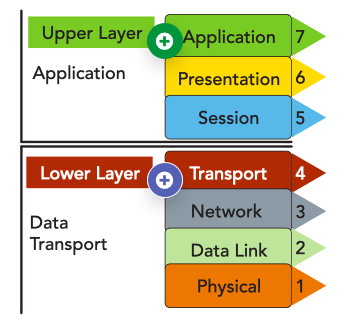 Upper Layer
Application 7
Application
Presentation 6
Session 5
Lower Layer
Transport 4
Network 3
Data
Transport
Data Link 2
Physical 1